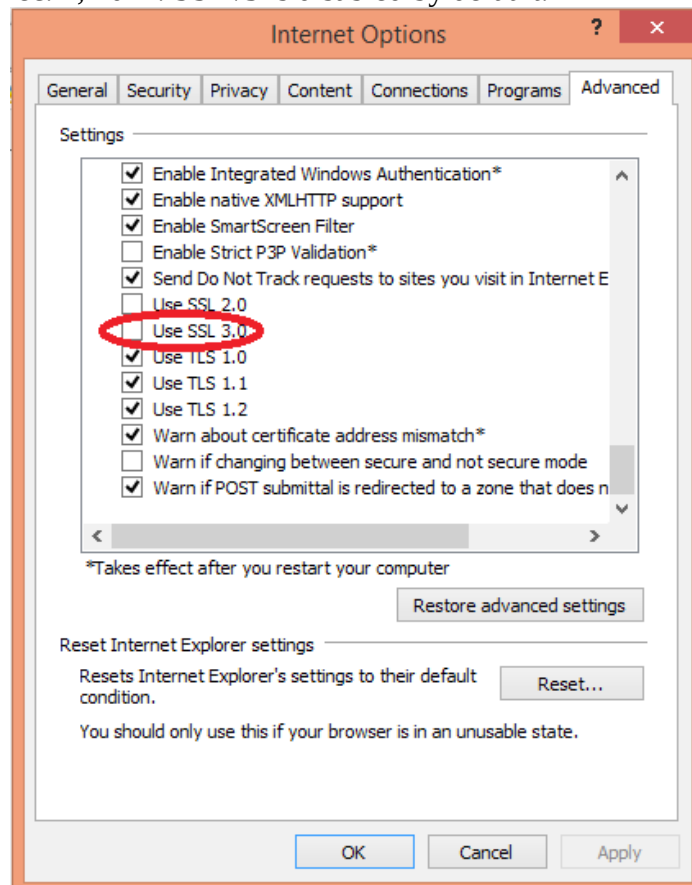 Internet Options
? ×
General Security Privacy Content Connections Programs Advanced
Settings
Enable Integrated Windows Authentication*
Enable native XMLHTTP support
Enable SmartScreen Filter
Enable Strict P3P Validation*
Send Do Not Track requests to sites you visit in Internet E
Use SSL 2.0
Use SSL 3.0
Use TLS 1.0
Use TLS 1.1
Use TLS 1.2
Warn about certificate address mismatch*
Warn if changing between secure and not secure mode
Warn if POST submittal is redirected to a zone that does n
*Takes effect after you restart your computer
Restore advanced settings
Reset Internet Explorer settings
Resets Internet Explorer's settings to their default
condition.
Reset...
You should only use this if your browser is in an unusable state.
OK Cancel Apply